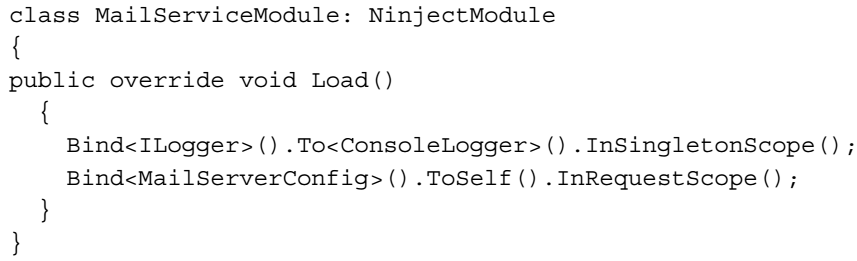 class MailServiceModule: NinjectModule
{
public override void Load()
  {
    Bind<ILogger>().To<ConsoleLogger>().InSingletonScope();
    Bind<MailServerConfig>().ToSelf().InRequestScope();
  }
}